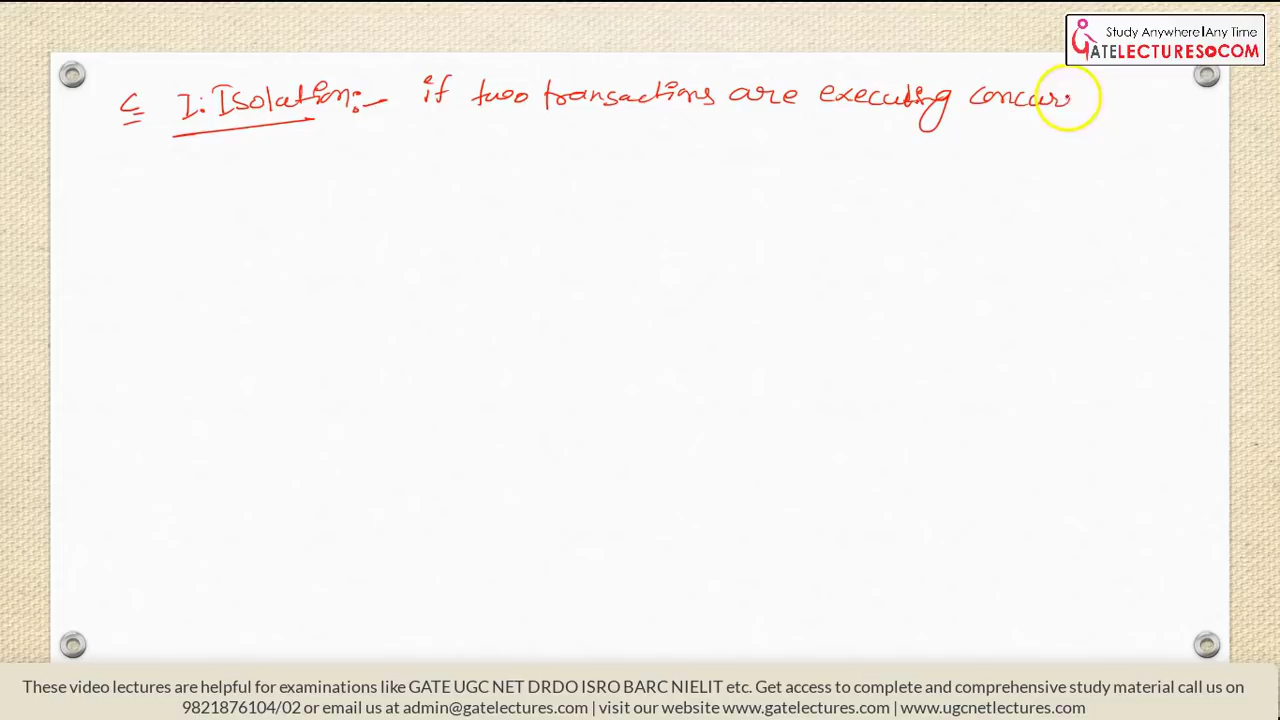 Study Anywhere|Any Time
GATELECTURES.COM
C I: Isolation:- if two transactions are executing concur
These video lectures are helpful for examinations like GATE UGC NET DRDO ISRO BARC NIELIT etc. Get access to complete and comprehensive study material call us on
9821876104/02 or email us at admin@gatelectures.com | visit our website www.gatelectures.com | www.ugcnetlectures.com